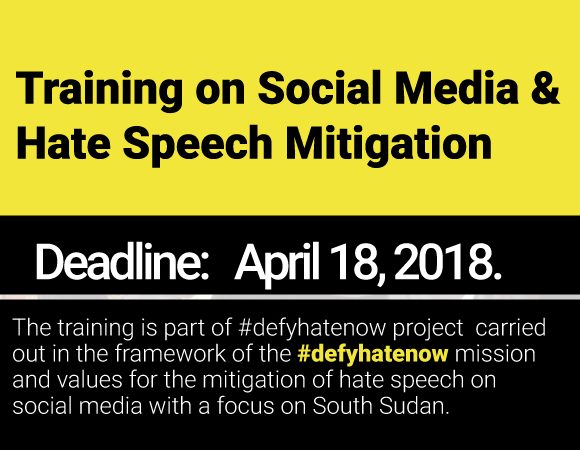 Training on Social Media &
Hate Speech Mitigation
Deadline: April 18, 2018.
The training is part of #defyhatenow project carried
out in the framework of the #defyhatenow mission
and values for the mitigation of hate speech on
social media with a focus on South Sudan.